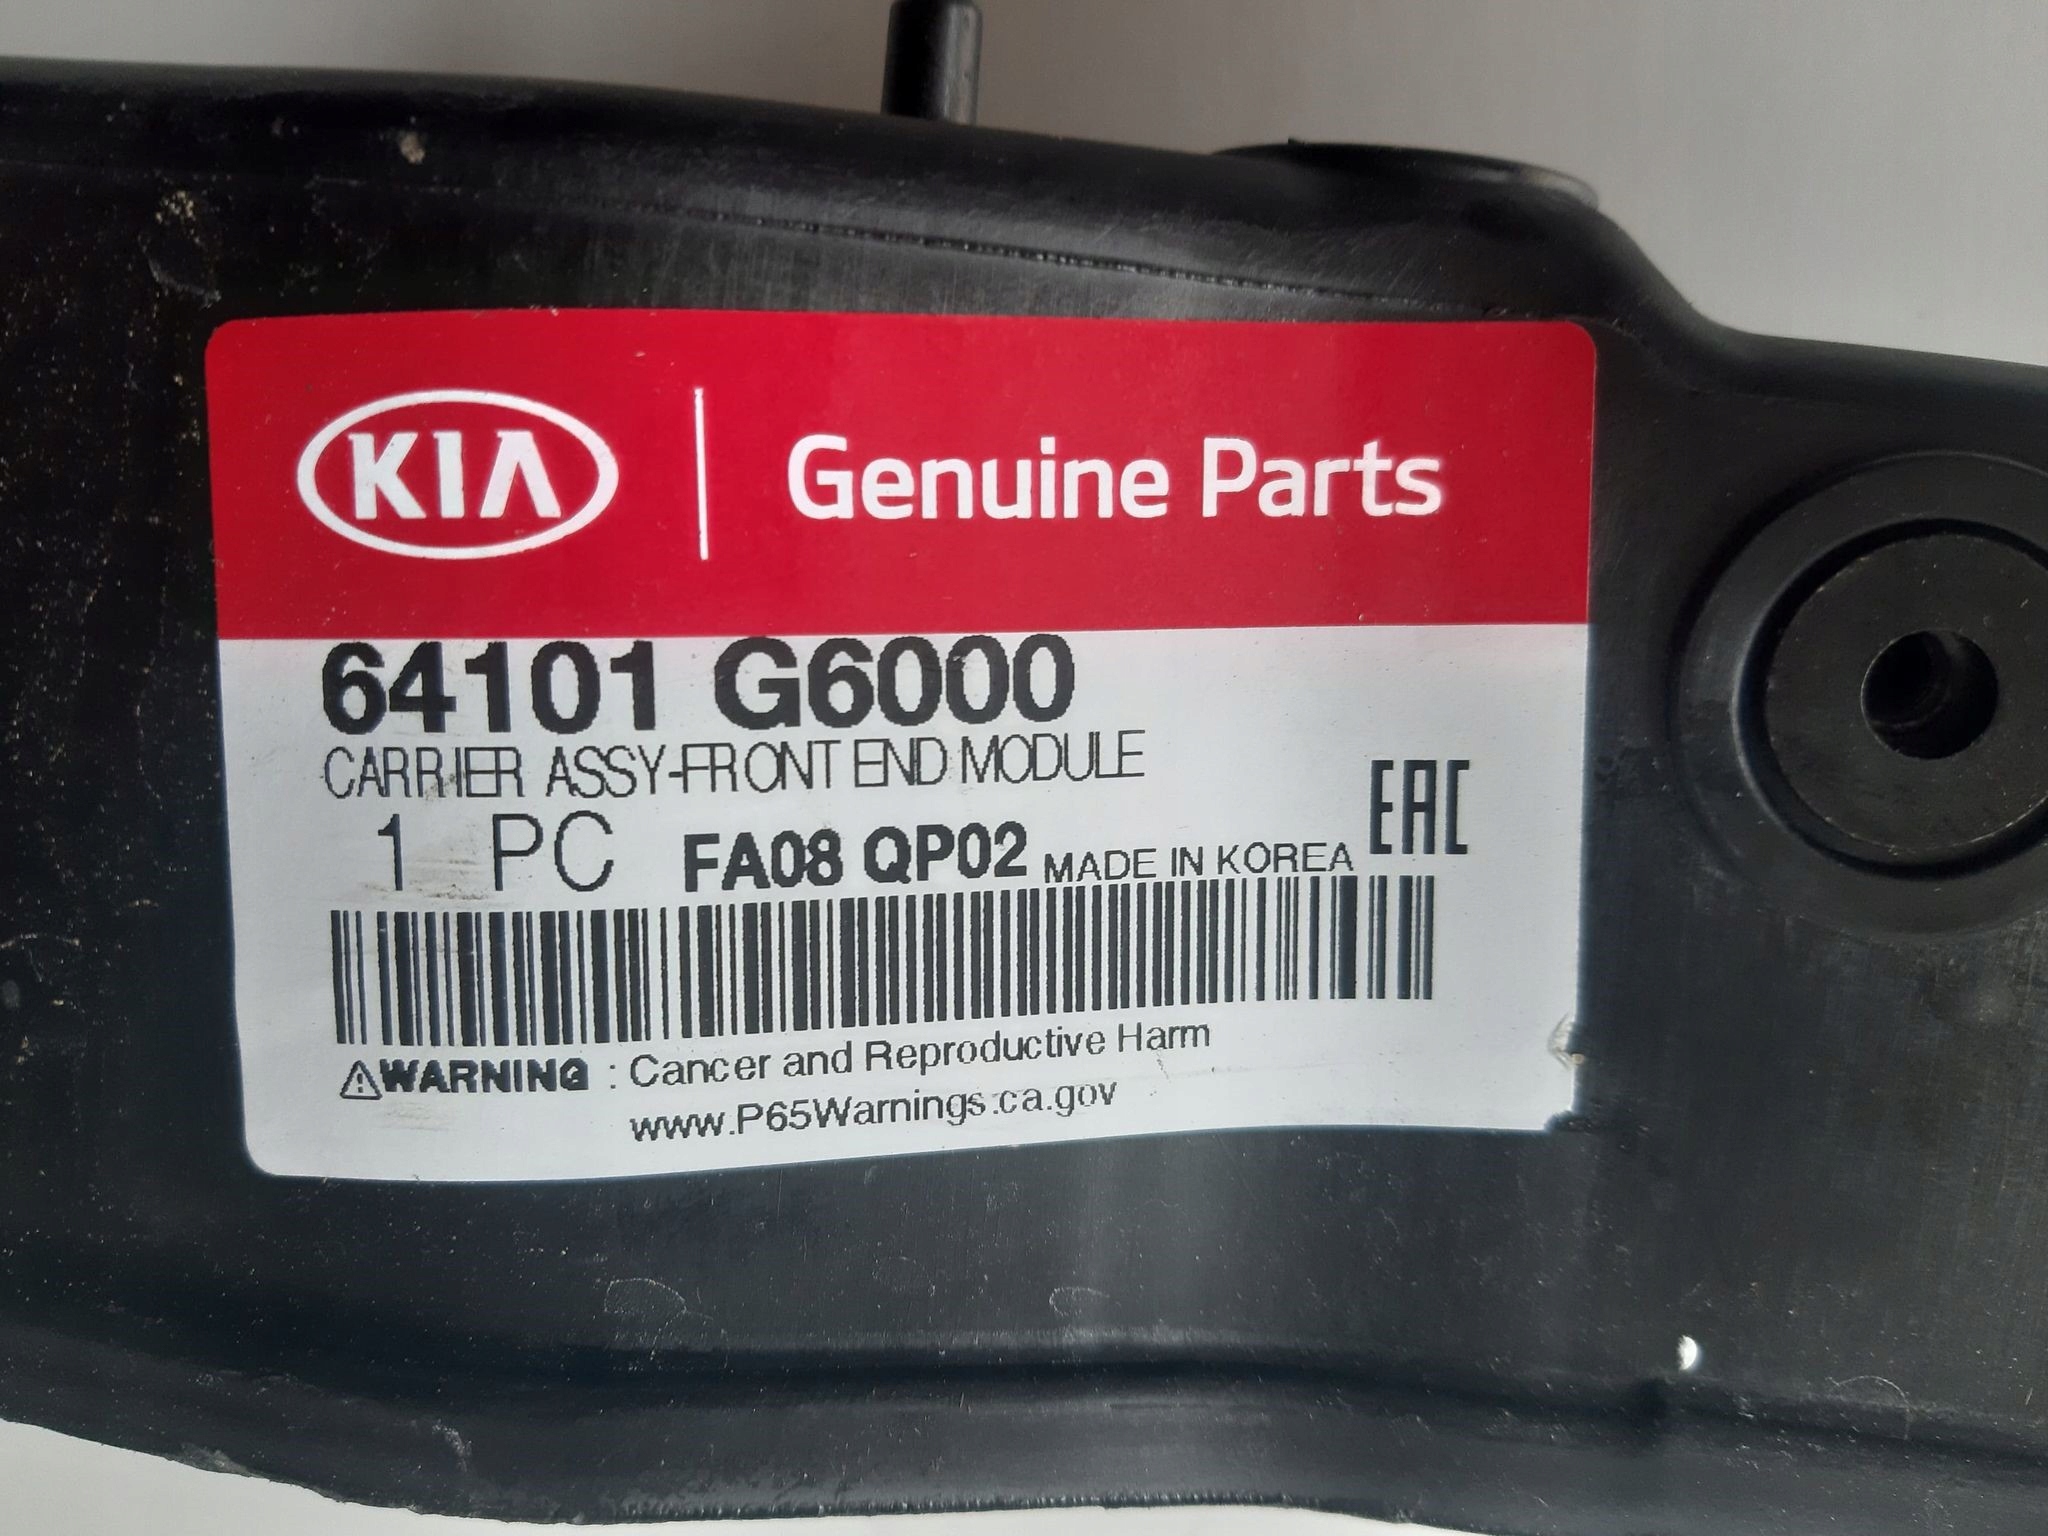 KIA Genuine Parts
64101 G6000
CARRIER ASSY-FRONT END MODULE
1 PC FA08 QP02 MADE IN KOREA EAC
WARNING : Cancer and Reproductive Harm
www.P65Warnings.ca.gov